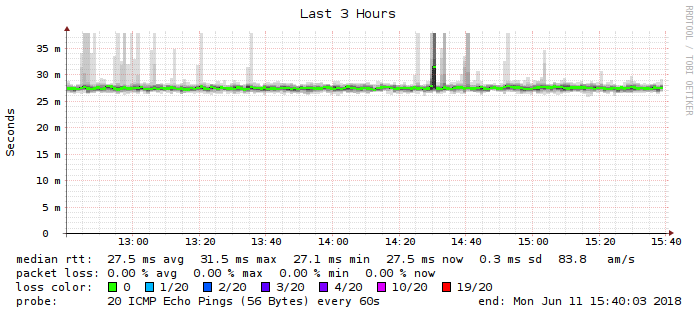 Last 3 Hours
RRDTOOL / TOBI OETIKER
Seconds
35 m
30 m
25 m
20 m
15 m
10 m
5 m
0
13:00 13:20 13:40 14:00 14:20 14:40 15:00 15:20 15:40
median rtt: 27.5 ms avg 31.5 ms max 27.1 ms min 27.5 ms now 0.3 ms sd 83.8 am/s
packet loss: 0.00 % avg 0.00 % max 0.00 % min 0.00 % now
loss color: 0 1/20 2/20 3/20 4/20 10/20 19/20
probe: 20 ICMP Echo Pings (56 Bytes) every 60s end: Mon Jun 11 15:40:03 2018